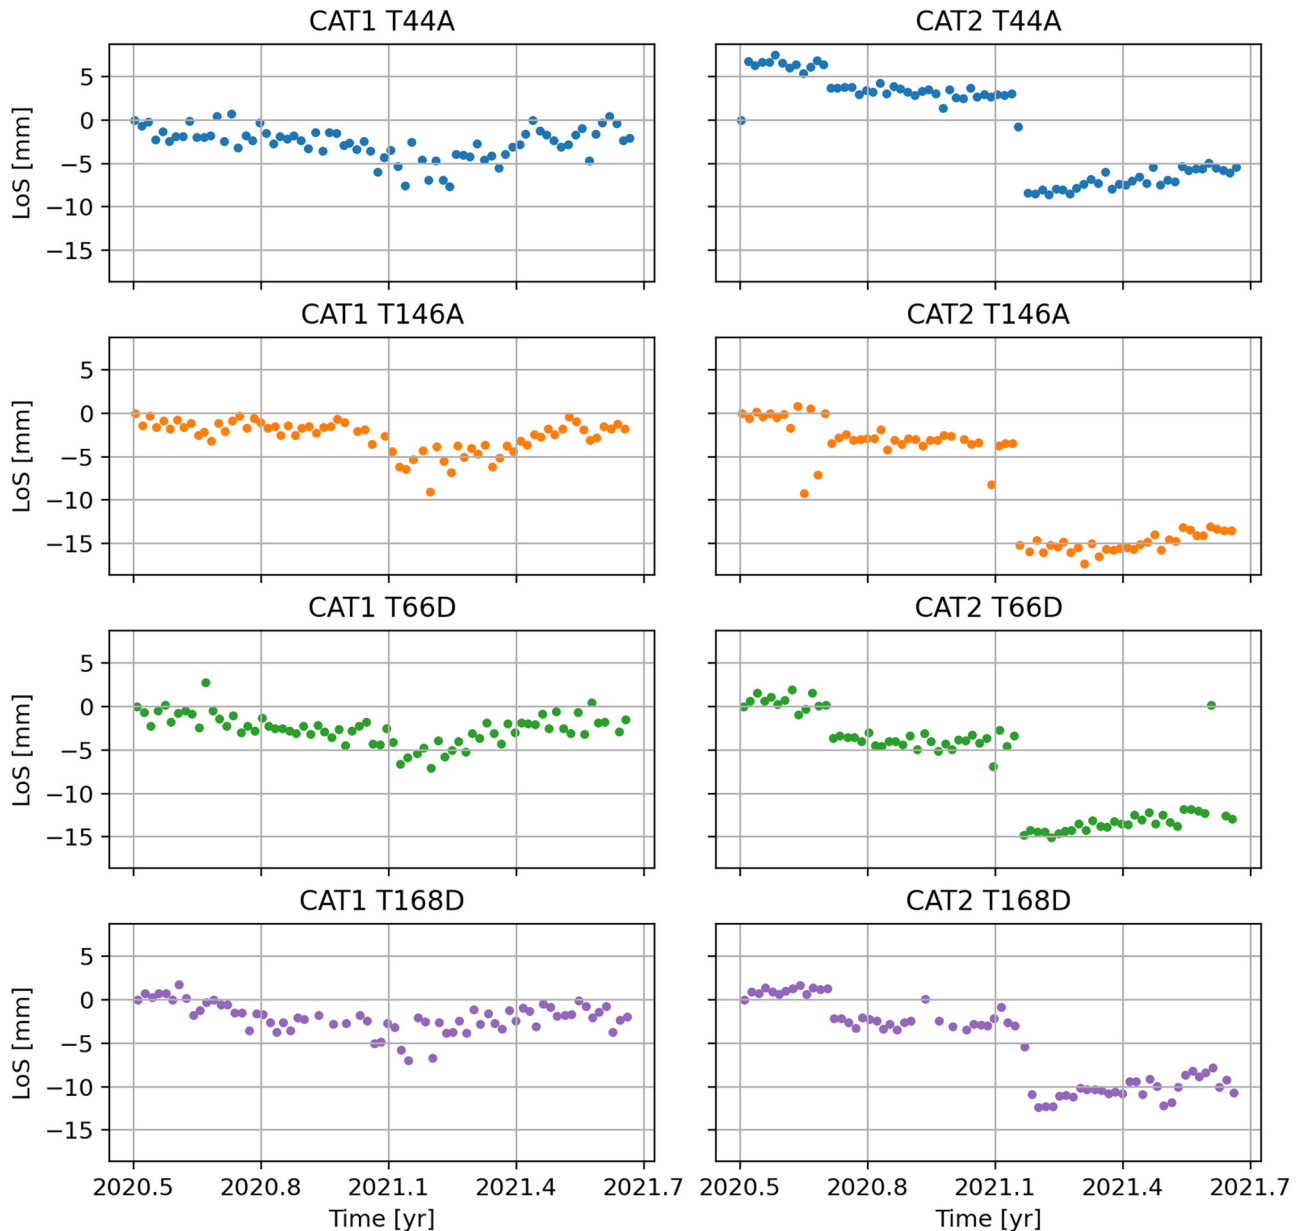 CAT1 T44A
CAT2 T44A
LoS [mm]
5
0
−5
−10
−15
CAT1 T146A
CAT2 T146A
LoS [mm]
5
0
−5
−10
−15
CAT1 T66D
CAT2 T66D
LoS [mm]
5
0
−5
−10
−15
CAT1 T168D
CAT2 T168D
LoS [mm]
5
0
−5
−10
−15
2020.5 2020.8 2021.1 2021.4 2021.7
2020.5 2020.8 2021.1 2021.4 2021.7
Time [yr]
Time [yr]